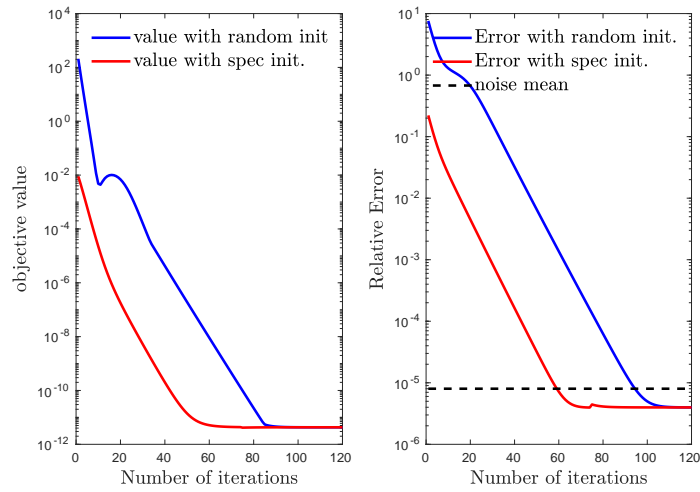 value with random init
value with spec init.
10^4
10^2
10^0
10^-2
10^-4
10^-6
10^-8
10^-10
10^-12
objective value
0 20 40 60 80 100 120
Number of iterations
Error with random init.
Error with spec init.
noise mean
10^1
10^0
10^-1
10^-2
10^-3
10^-4
10^-5
10^-6
Relative Error
0 20 40 60 80 100 120
Number of iterations